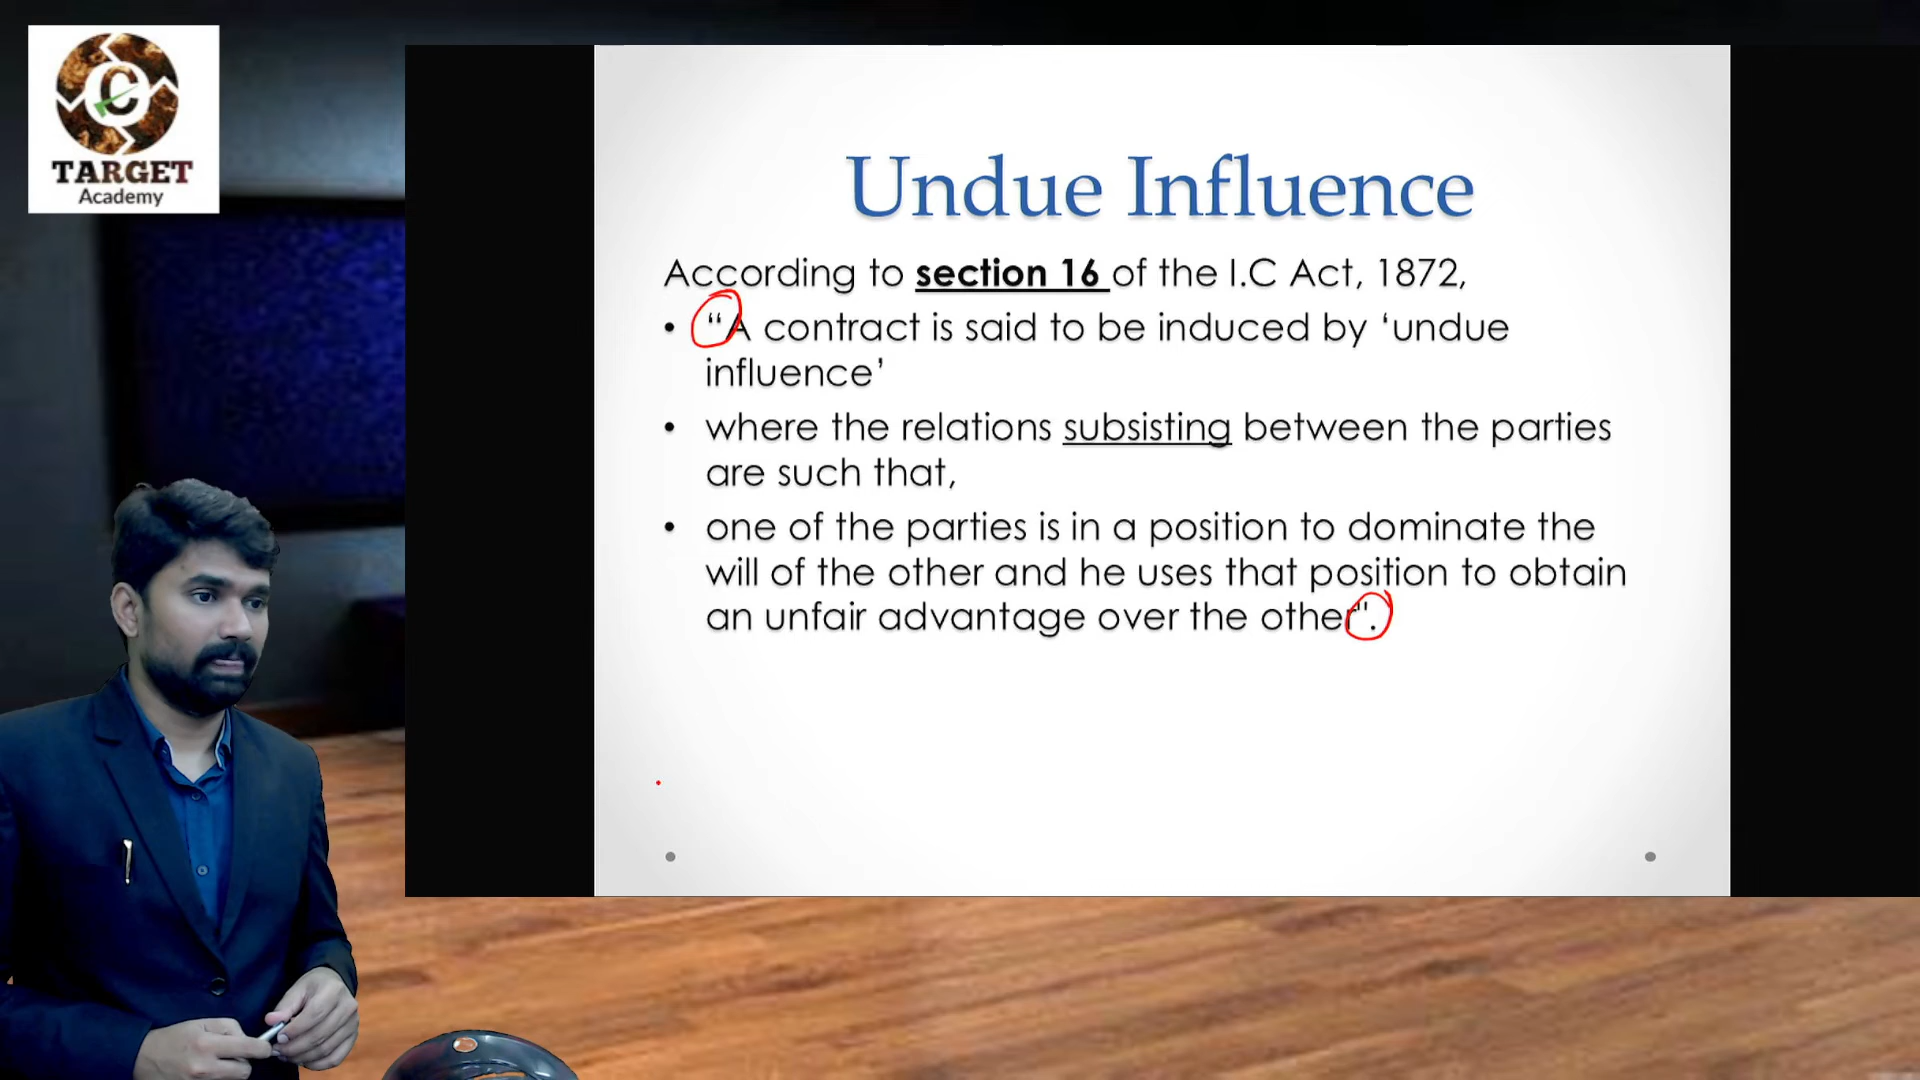 C
TARGET
Academy
Undue Influence
According to section 16 of the I.C Act, 1872,
• “A contract is said to be induced by ‘undue
influence’
• where the relations subsisting between the parties
are such that,
• one of the parties is in a position to dominate the
will of the other and he uses that position to obtain
an unfair advantage over the other".